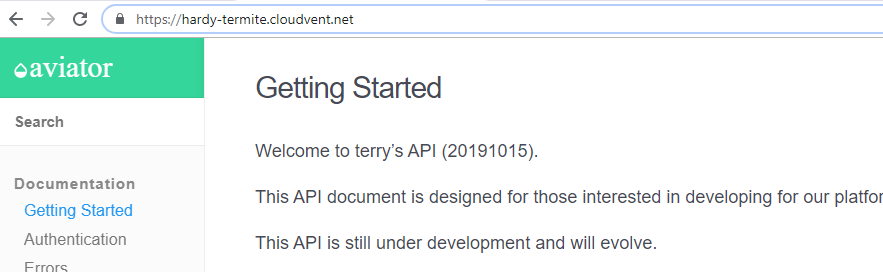 https://hardy-termite.cloudvent.net
aviator
Search
Documentation
Getting Started
Authentication
Errors
Getting Started
Welcome to terry’s API (20191015).
This API document is designed for those interested in developing for our
This API is still under development and will evolve.